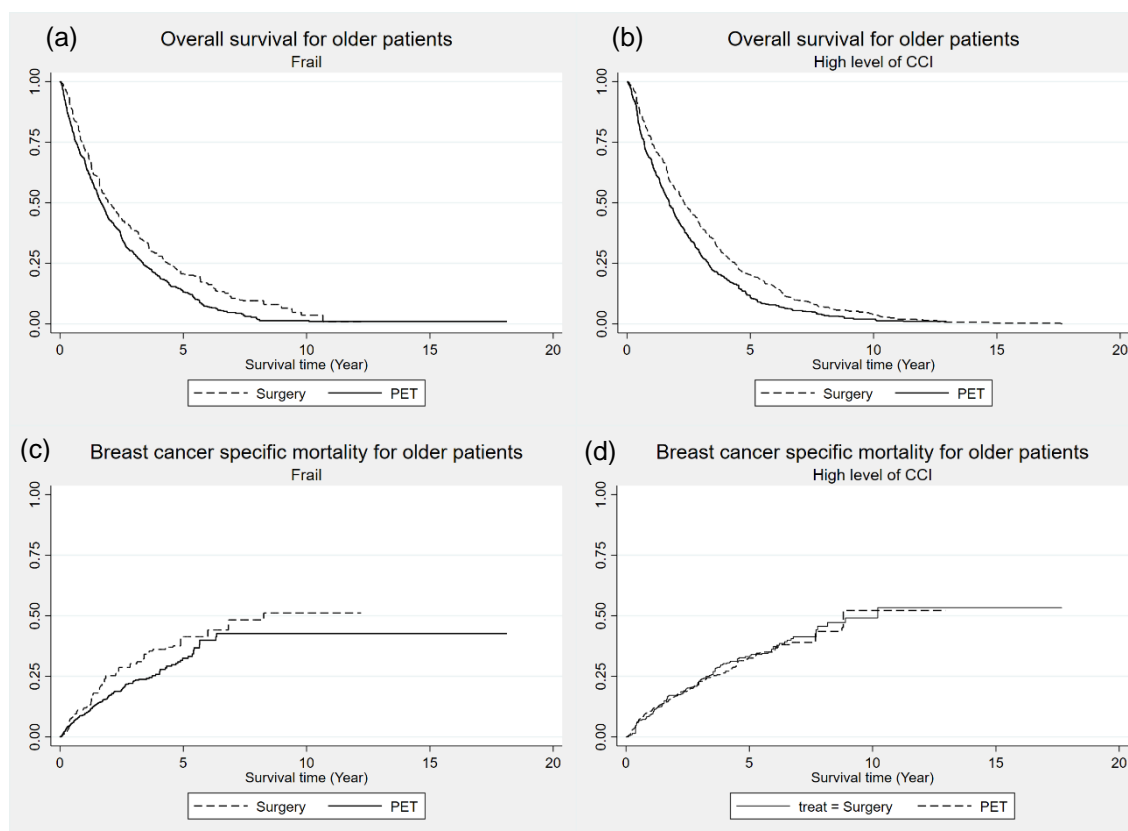 (a)
Overall survival for older patients
Frail
1.00
0.75
0.50
0.25
0.00
0 5 10 15 20
Survival time (Year)
Surgery PET
(b)
Overall survival for older patients
High level of CCI
1.00
0.75
0.50
0.25
0.00
0 5 10 15 20
Survival time (Year)
Surgery PET
(c)
Breast cancer specific mortality for older patients
Frail
1.00
0.75
0.50
0.25
0.00
0 5 10 15 20
Survival time (Year)
Surgery PET
(d)
Breast cancer specific mortality for older patients
High level of CCI
1.00
0.75
0.50
0.25
0.00
0 5 10 15 20
Survival time (Year)
treat = Surgery PET